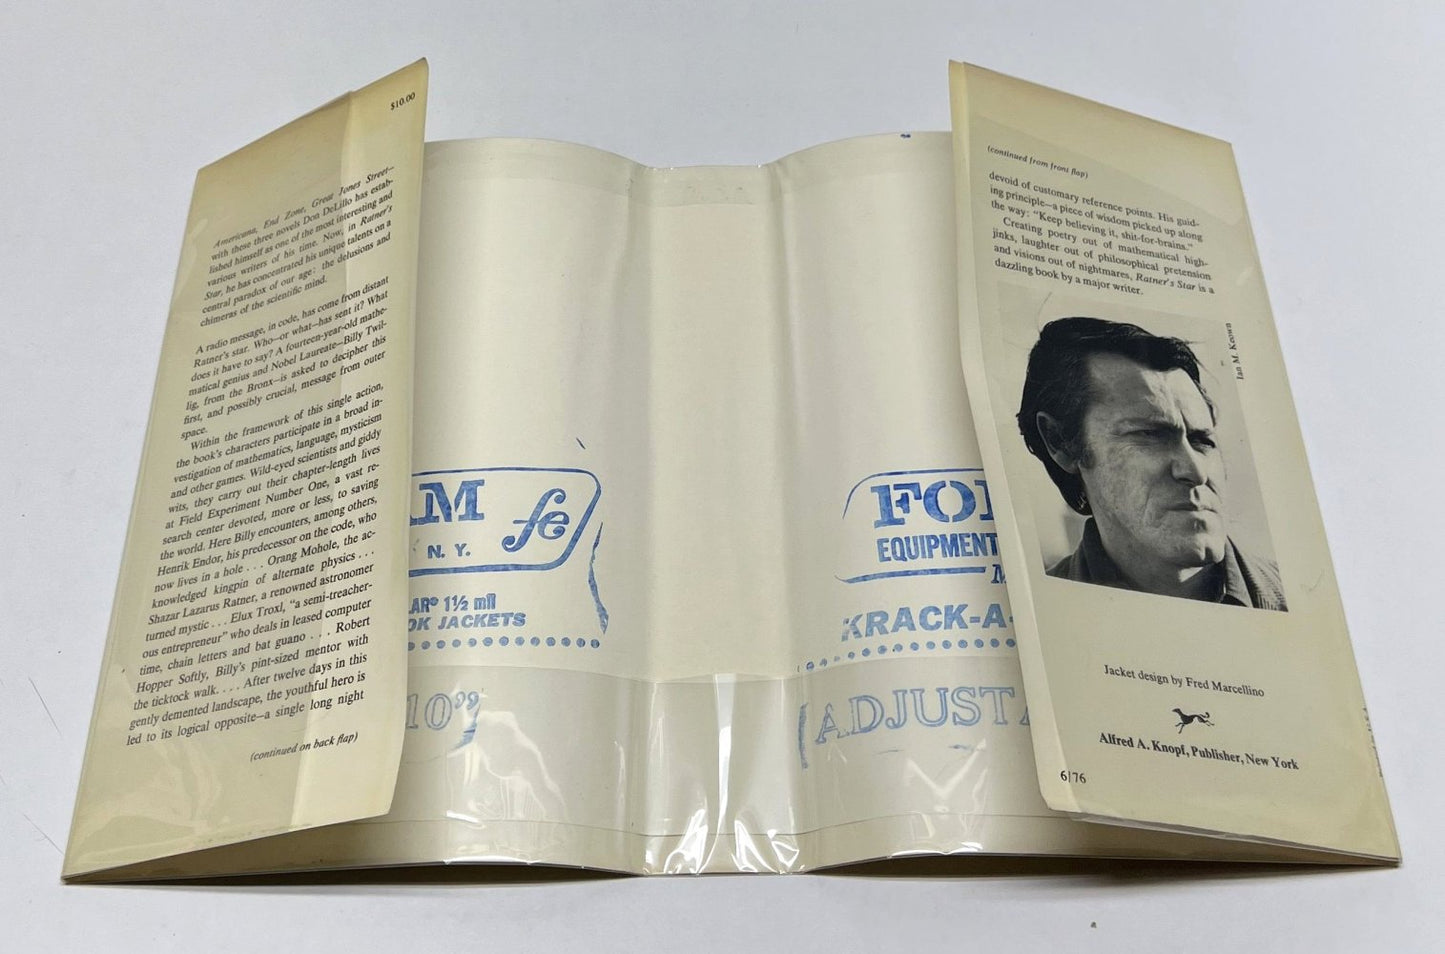 $10.00
Americana, End Zone, Great Jones Street—
with these three novels Don DeLillo has estab-
lished himself as one of the most interesting and
various writers of his time. Now, in Ratner's
Star, he has concentrated his unique talents on a
central paradox of our age: the delusions and
chimeras of the scientific mind.
A radio message, in code, has come from distant
Ratner's star. Who—or what—has sent it? What
does it have to say? A fourteen-year-old mathe-
matical genius and Nobel Laureate—Billy Twil-
lig, from the Bronx—is asked to decipher this
first, and possibly crucial, message from outer
space.
Within the framework of this single action,
the book's characters participate in a broad in-
vestigation of mathematics, language, mysticism
and other games. Wild-eyed scientists and giddy
wits, they carry out their chapter-length lives
at Field Experiment Number One, a vast re-
search center devoted, more or less, to saving
the world. Here Billy encounters, among others,
Henrik Endor, his predecessor on the code, who
now lives in a hole . . . Orang Mohole, the ac-
knowledged kingpin of alternate physics . . .
Shazar Lazarus Ratner, a renowned astronomer
turned mystic . . . Elux Troxl, "a semi-treacher-
ous entrepreneur" who deals in leased computer
time, chain letters and bat guano . . . Robert
Hopper Softly, Billy's pint-sized mentor with
the ticktock walk. . . . After twelve days in this
gently demented landscape, the youthful hero is
led to its logical opposite—a single long night
(continued on back flap)
AM
N. Y.
fe
LAR® 1½ mil
OK JACKETS
10"
FO
EQUIPMENT
M
KRACK-A-
(ADJUSTA
(continued from front flap)
devoid of customary reference points. His guid-
ing principle—a piece of wisdom picked up along
the way: "Keep believing it, shit-for-brains."
Creating poetry out of mathematical high-
jinks, laughter out of philosophical pretension
and visions out of nightmares, Ratner's Star is a
dazzling book by a major writer.
Ian M. Keown
Jacket design by Fred Marcellino
Alfred A. Knopf, Publisher, New York
6/76